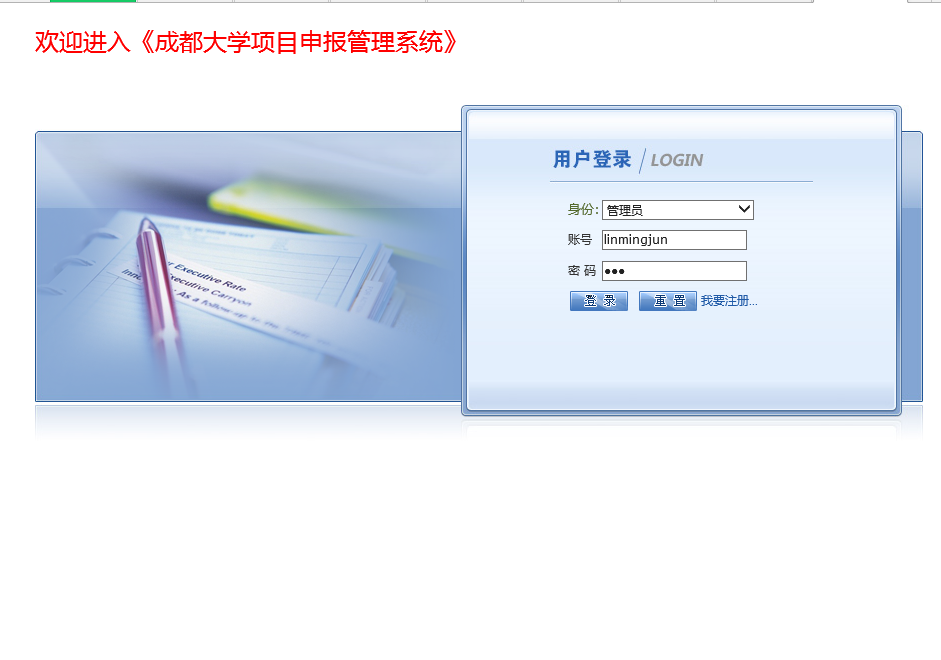 欢迎进入《成都大学项目申报管理系统》
用户登录 LOGIN
身份: 管理员
账号 linmingjun
密 码 ●●●
登 录 重 置 我要注册...
Executive Rate
Executive Carryon
As a follow up to